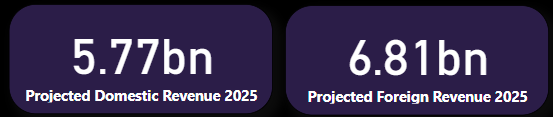 5.77bn
Projected Domestic Revenue 2025
6.81bn
Projected Foreign Revenue 2025